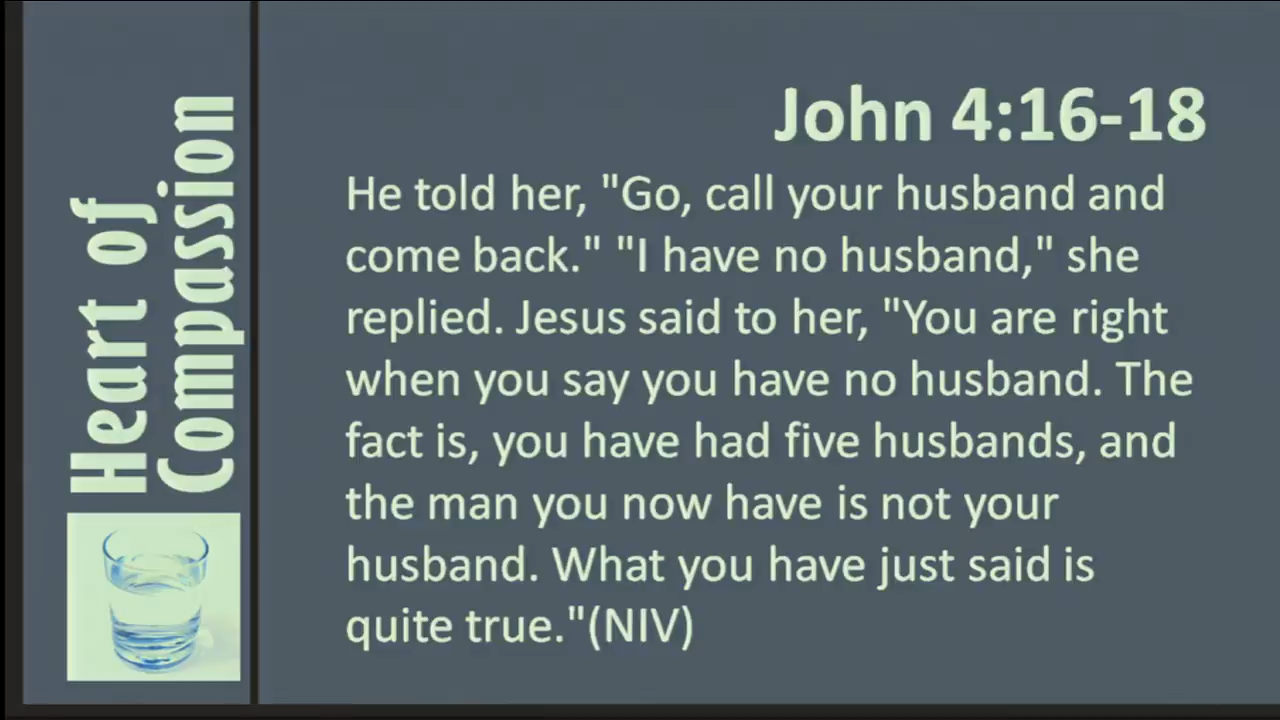 Heart of
Compassion
John 4:16-18
He told her, "Go, call your husband and
come back." "I have no husband," she
replied. Jesus said to her, "You are right
when you say you have no husband. The
fact is, you have had five husbands, and
the man you now have is not your
husband. What you have just said is
quite true."(NIV)